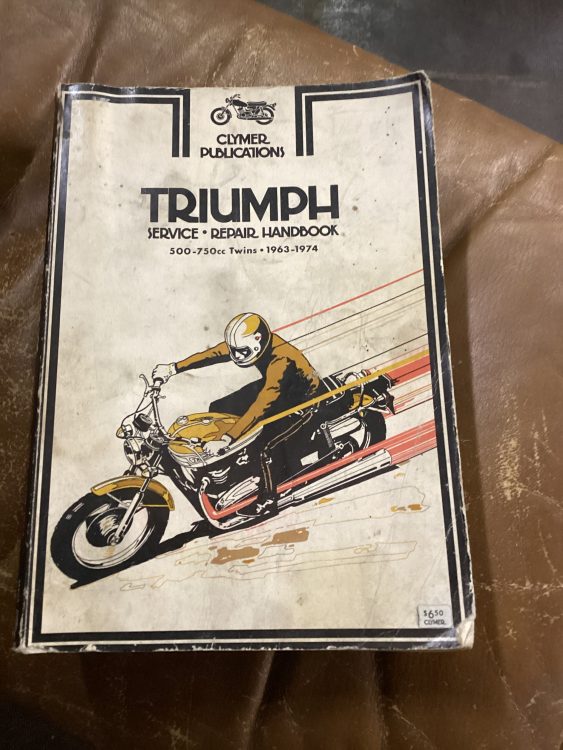 CLYMER
PUBLICATIONS
TRIUMPH
SERVICE • REPAIR HANDBOOK
500-750cc Twins • 1963-1974
$6.50
CLYMER